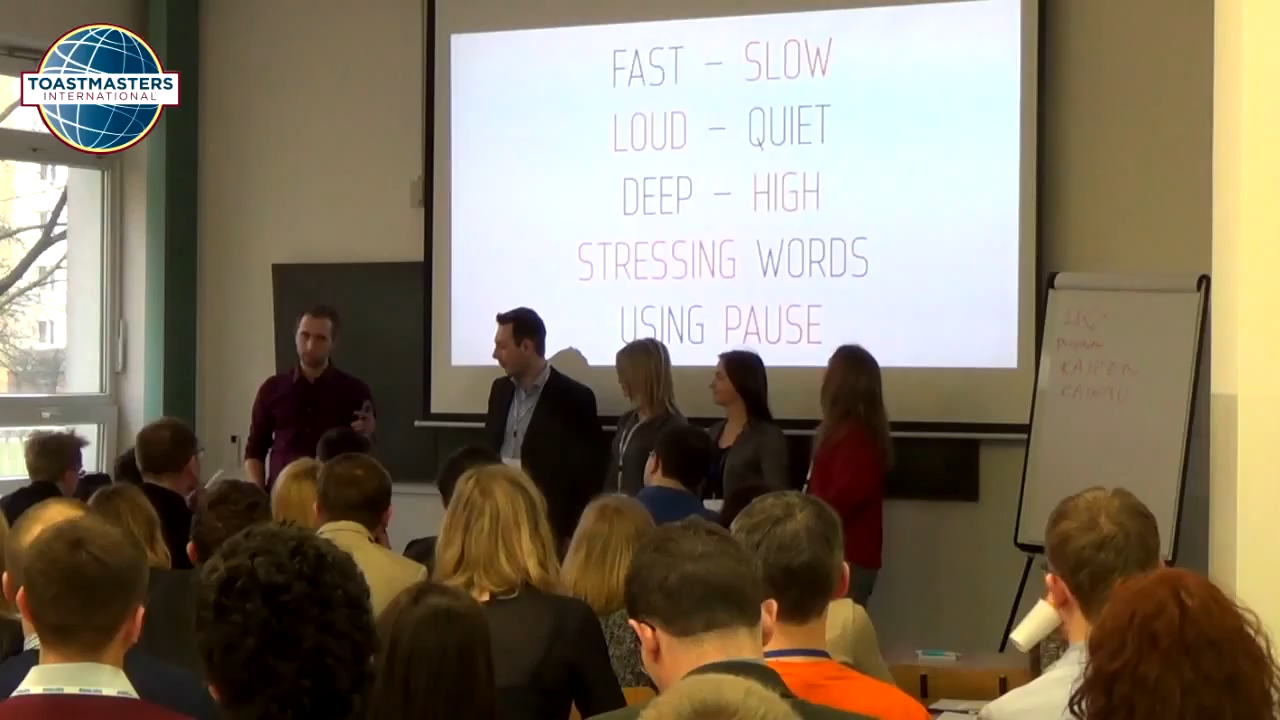 TOASTMASTERS
INTERNATIONAL
FAST – SLOW
LOUD – QUIET
DEEP – HIGH
STRESSING WORDS
USING PAUSE